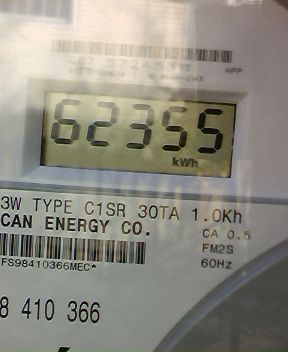 62355
kWh
3W TYPE C1SR 30TA 1.0Kh
CAN ENERGY CO.
CA 0.5
FM2S
60Hz
FS98410366MEC*
8 410 366